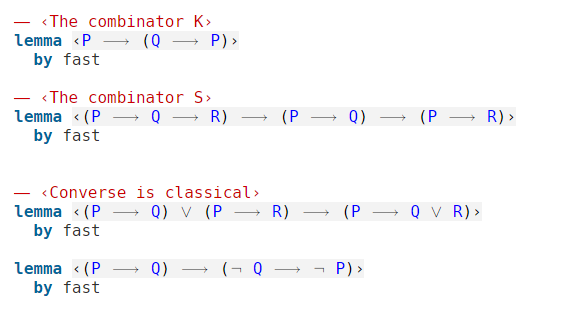 — ‹The combinator K›
lemma ‹P ⟶ (Q ⟶ P)›
by fast
— ‹The combinator S›
lemma ‹(P ⟶ Q ⟶ R) ⟶ (P ⟶ Q) ⟶ (P ⟶ R)›
by fast
— ‹Converse is classical›
lemma ‹(P ⟶ Q) ∨ (P ⟶ R) ⟶ (P ⟶ Q ∨ R)›
by fast
lemma ‹(P ⟶ Q) ⟶ (¬ Q ⟶ ¬ P)›
by fast